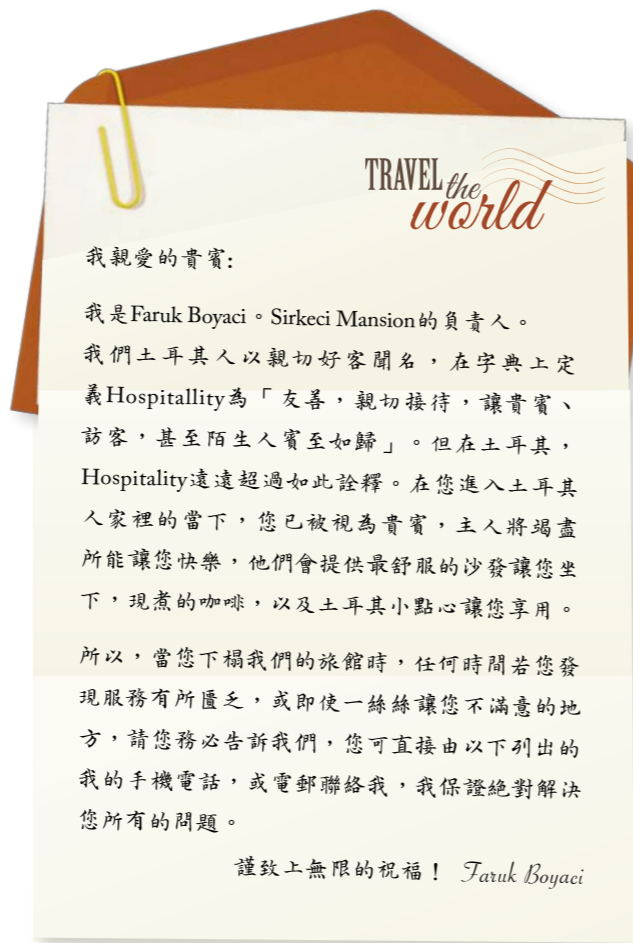 TRAVEL the
world
我親愛的貴賓:
我是Faruk Boyaci。Sirkeci Mansion的負責人。
我們土耳其人以親切好客聞名，在字典上定
義Hospitallity為「友善，親切接待，讓貴賓、
訪客，甚至陌生人賓至如歸」。但在土耳其，
Hospitality遠遠超過如此詮釋。在您進入土耳其
人家裡的當下，您已被視為貴賓，主人將竭盡
所能讓您快樂，他們會提供最舒服的沙發讓您坐
下，現煮的咖啡，以及土耳其小點心讓您享用。
所以，當您下榻我們的旅館時，任何時間若您發
現服務有所匱乏，或即使一絲絲讓您不滿意的地
方，請您務必告訴我們，您可直接由以下列出的
我的手機電話，或電郵聯絡我，我保證絕對解決
您所有的問題。
謹致上無限的祝福！ Faruk Boyaci